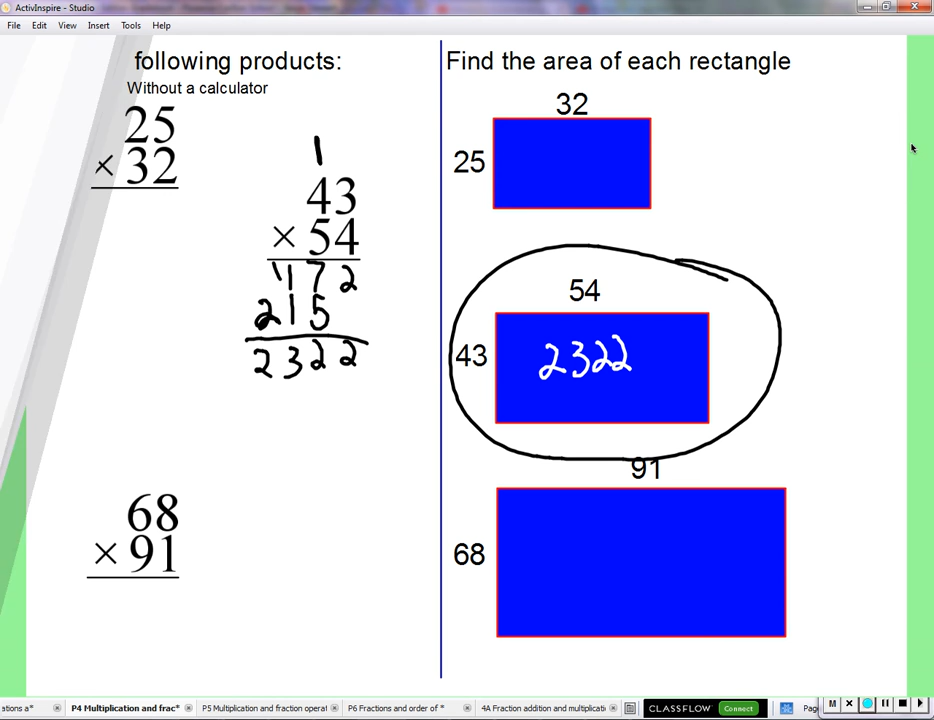 ActivInspire - Studio
File Edit View Insert Tools Help
following products:
Without a calculator
25
× 32
1
43
× 54
172
215
2322
68
× 91
Find the area of each rectangle
32
25
54
43
2322
91
68
ations a* P4 Multiplication and frac* P5 Multiplication and fraction operat P6 Fractions and order of * 4A Fraction addition and multiplicati CLASSFLOW Connect Pag M